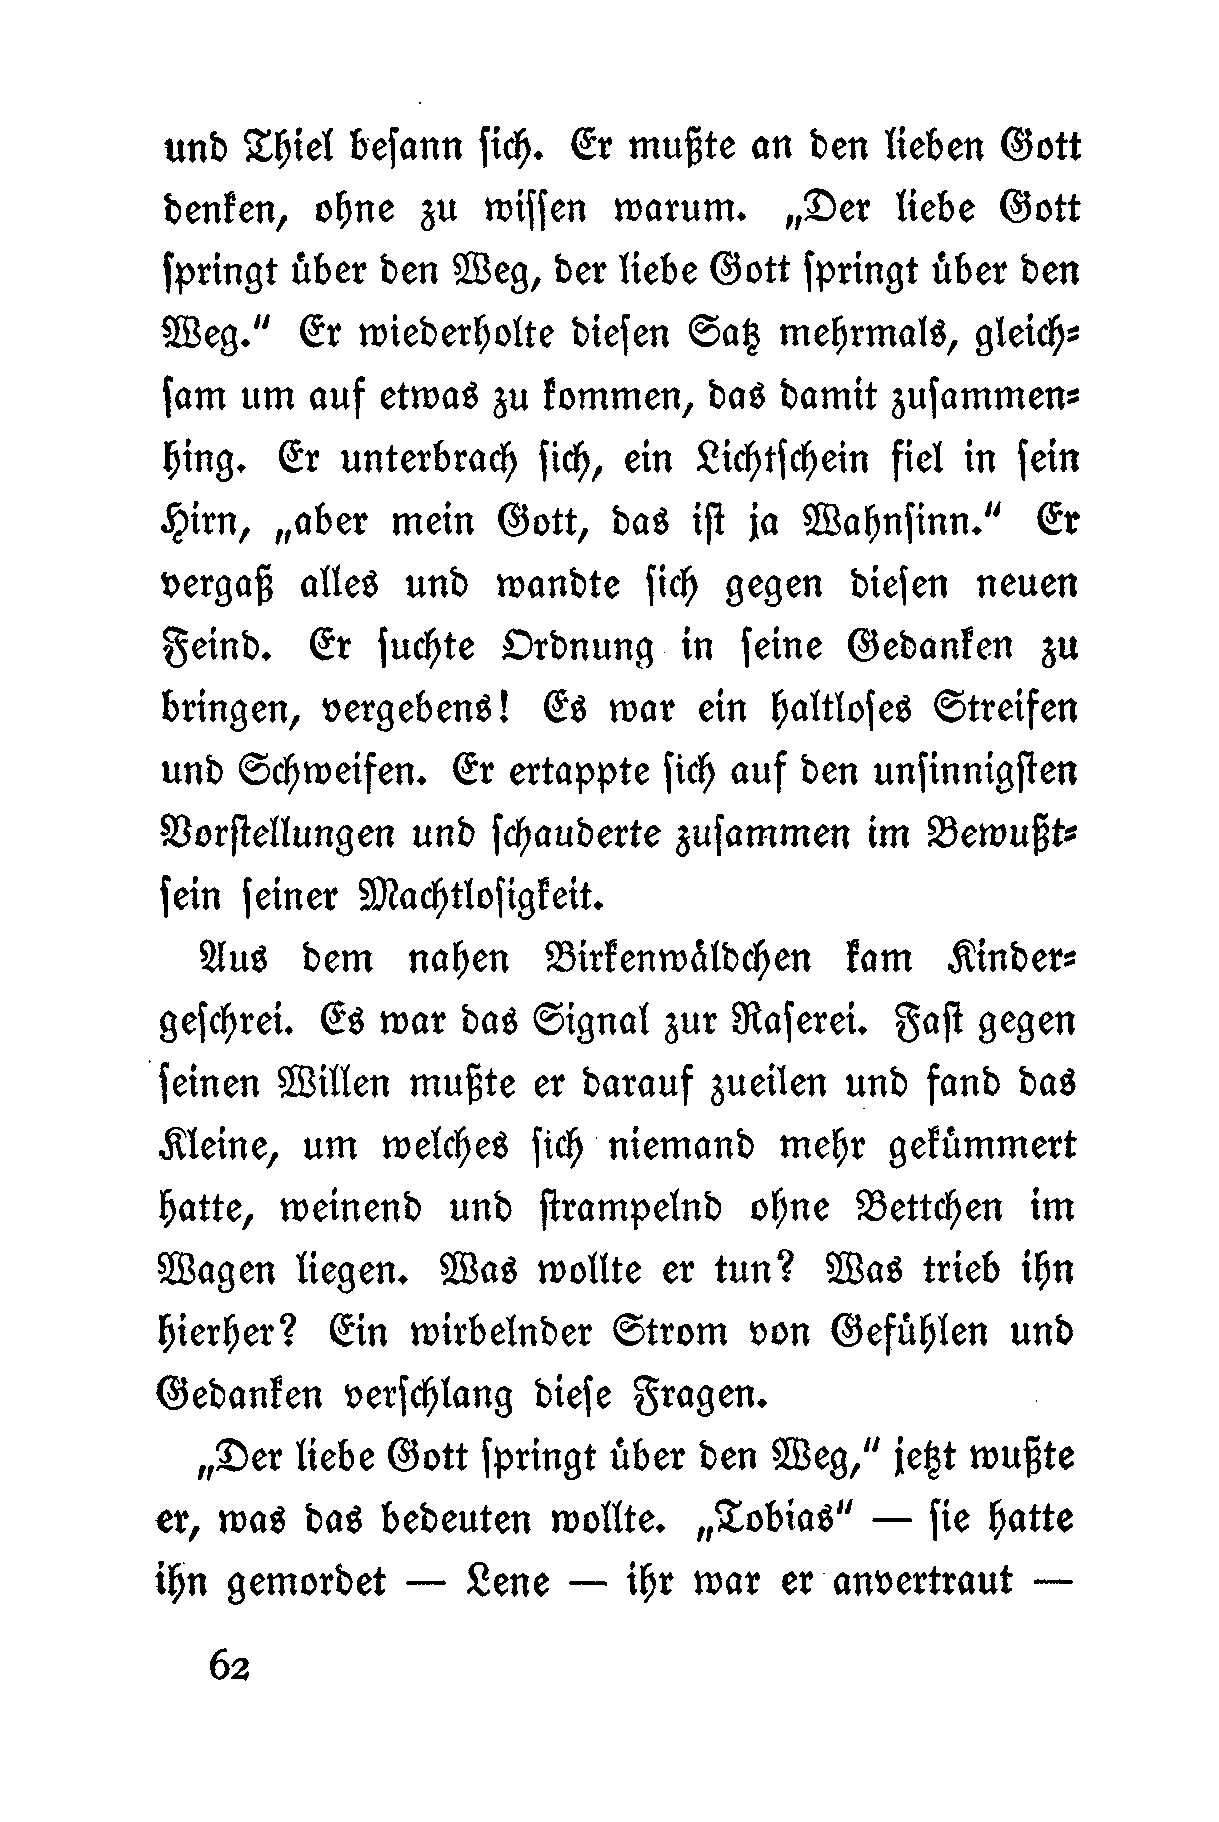 und Thiel besann sich. Er mußte an den lieben Gott
denken, ohne zu wissen warum. „Der liebe Gott
springt über den Weg, der liebe Gott springt über den
Weg.“ Er wiederholte diesen Satz mehrmals, gleich-
sam um auf etwas zu kommen, das damit zusammen-
hing. Er unterbrach sich, ein Lichtschein fiel in sein
Hirn, „aber mein Gott, das ist ja Wahnsinn.“ Er
vergaß alles und wandte sich gegen diesen neuen
Feind. Er suchte Ordnung in seine Gedanken zu
bringen, vergebens! Es war ein haltloses Streifen
und Schweifen. Er ertappte sich auf den unsinnigsten
Vorstellungen und schauderte zusammen im Bewußt-
sein seiner Machtlosigkeit.
Aus dem nahen Birkenwäldchen kam Kinder-
geschrei. Es war das Signal zur Raserei. Fast gegen
seinen Willen mußte er darauf zueilen und fand das
Kleine, um welches sich niemand mehr gekümmert
hatte, weinend und strampelnd ohne Bettchen im
Wagen liegen. Was wollte er tun? Was trieb ihn
hierher? Ein wirbelnder Strom von Gefühlen und
Gedanken verschlang diese Fragen.
„Der liebe Gott springt über den Weg,“ jetzt wußte
er, was das bedeuten wollte. „Tobias“ — sie hatte
ihn gemordet — Lene — ihr war er anvertraut —
62